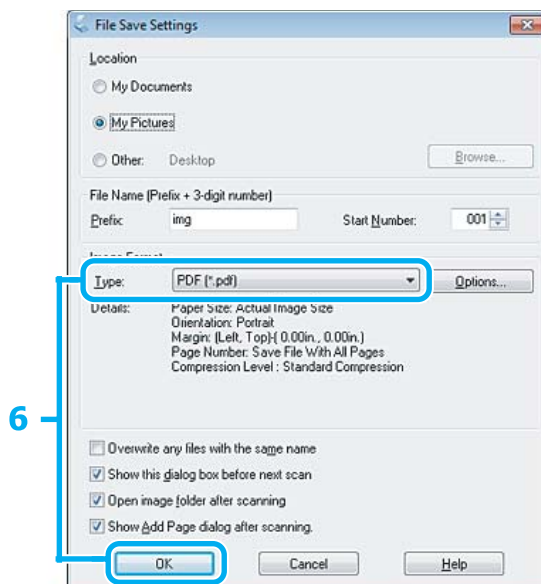 File Save Settings
Location
My Documents
My Pictures
Other: Desktop Browse...
File Name (Prefix + 3-digit number)
Prefix: img Start Number: 001
Image Format
Type: PDF (*.pdf) Options...
Details: Paper Size: Actual Image Size
Orientation: Portrait
Margin: (Left, Top)-( 0.00in., 0.00in.)
Page Number: Save File With All Pages
Compression Level : Standard Compression
6
Overwrite any files with the same name
Show this dialog box before next scan
Open image folder after scanning
Show Add Page dialog after scanning.
OK Cancel Help